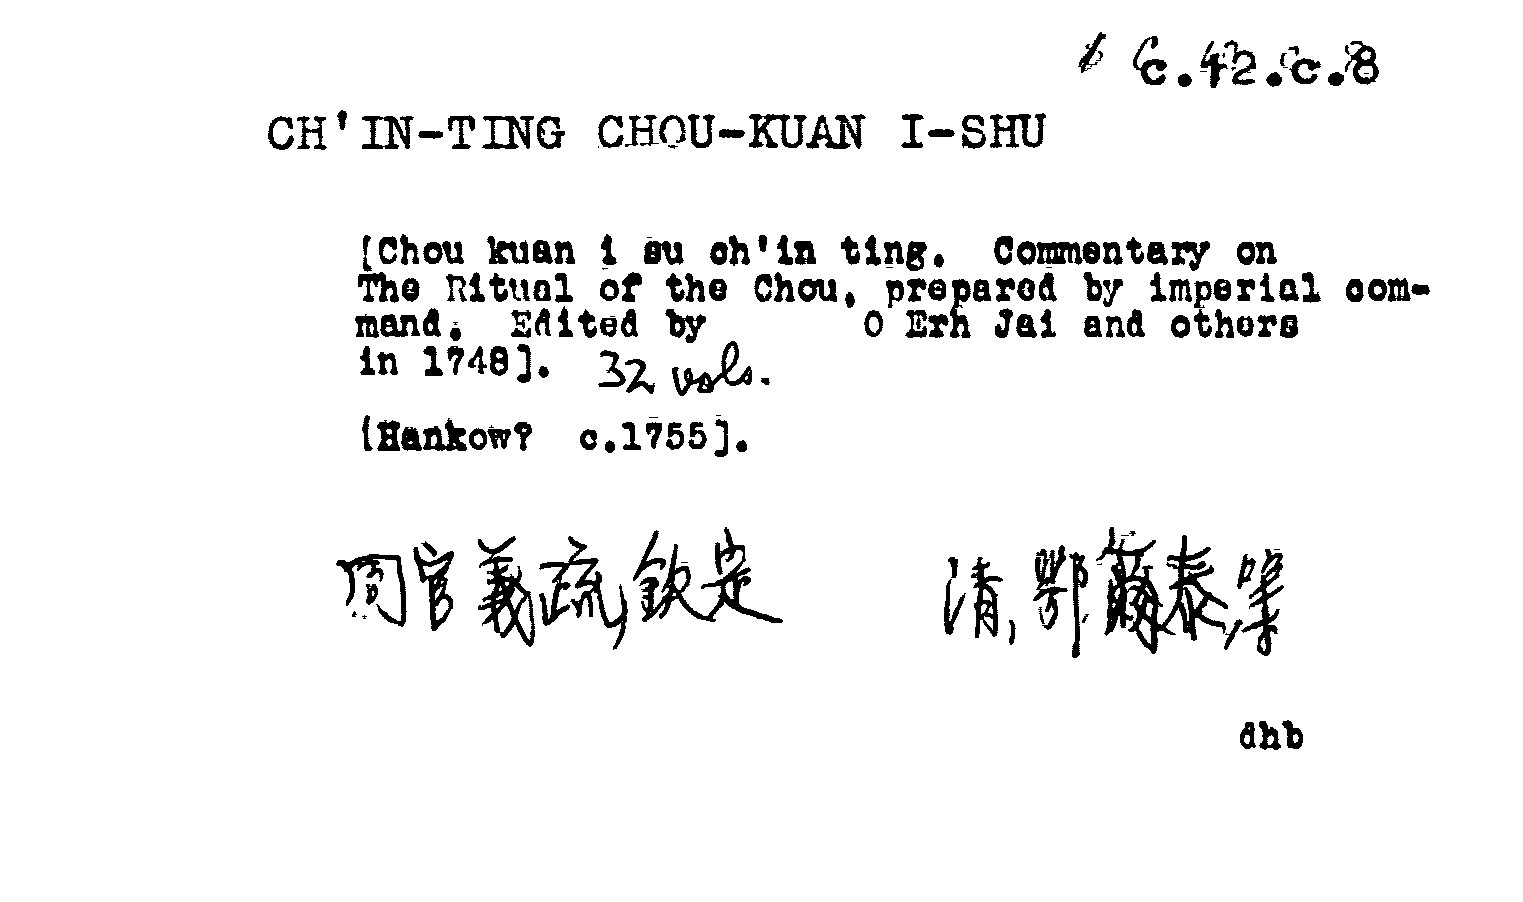 c.42.c.8
CH'IN-TING CHOU-KUAN I-SHU
[Chou kuan i su ch'in ting. Commentary on
The Ritual of the Chou, prepared by imperial com-
mand. Edited by O Erh Jai and others
in 1748]. 32 vols.
[Hankow? c.1755].
周官義疏,欽定 清,鄂爾泰,等
dhb